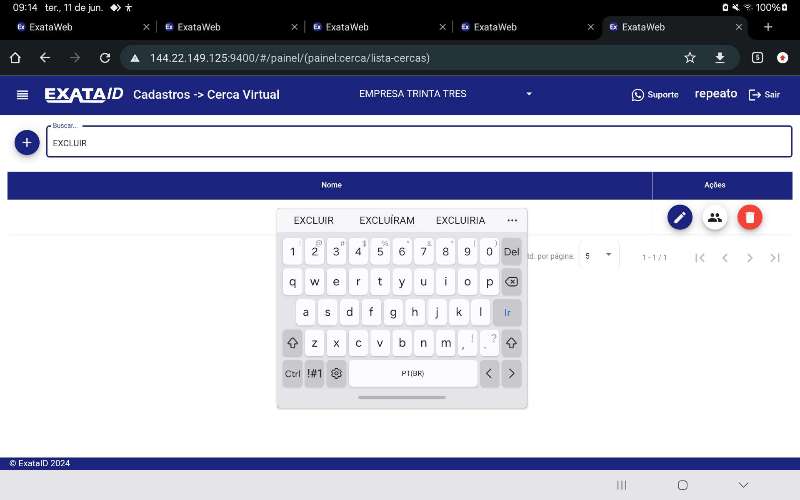 09:14 ter., 11 de jun. 100%
ExataWeb ExataWeb ExataWeb ExataWeb ExataWeb
144.22.149.125:9400/#/painel/(painel:cerca/lista-cercas) 5
EXATA/D Cadastros -> Cerca Virtual EMPRESA TRINTA TRES Suporte repeato Sair
Buscar...
EXCLUIR
Nome Ações
EXCLUIR EXCLUÍRAM EXCLUIRIA ...
1 2 3 4 5 6 7 8 9 0 Del
td. por página: 5 1 - 1 / 1
q w e r t y u i o p
a s d f g h j k l Ir
z x c v b n m , ! . ?
Ctrl !#1 PT(BR) < >
© ExataID 2024